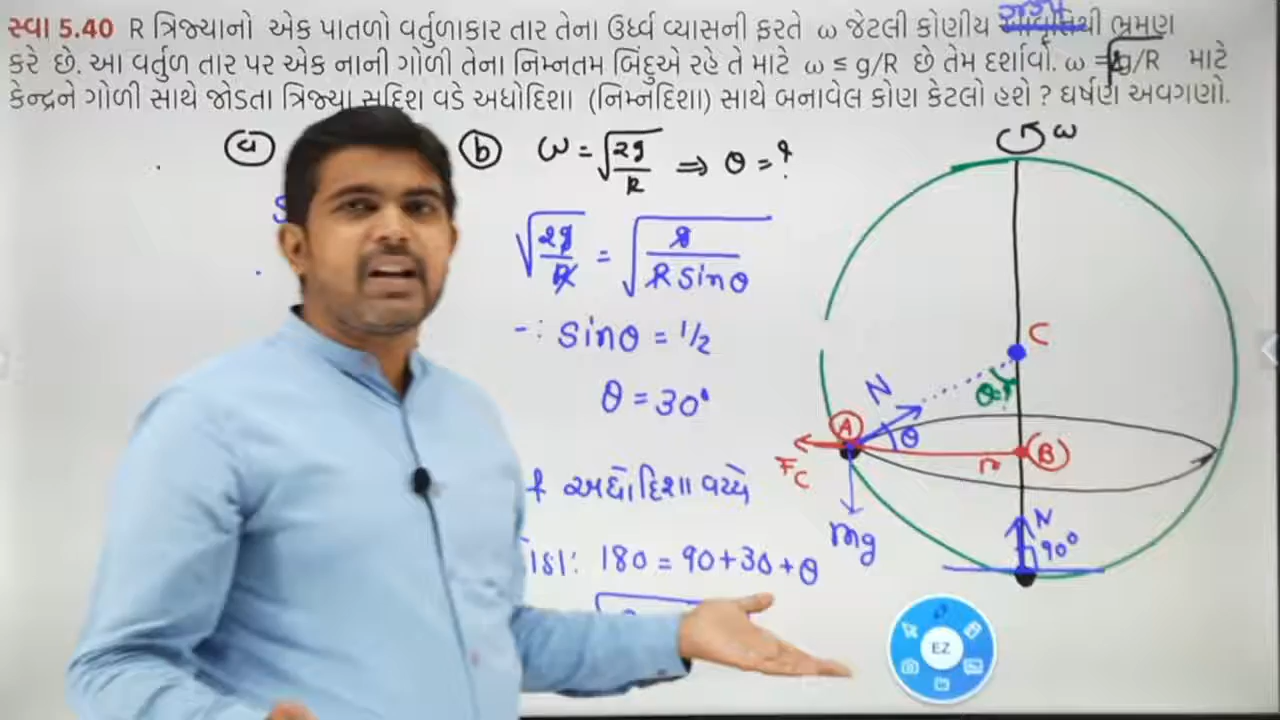 સ્વા 5.40 R ત્રિજ્યાનો એક પાતળો વર્તુળાકાર તાર તેના ઉર્ધ્વ વ્યાસની ફરતે ω જેટલી કોણીય આવૃત્તિથી ભ્રમણ
કરે છે. આ વર્તુળ તાર પર એક નાની ગોળી તેના નિમ્નતમ બિંદુએ રહે તે માટે ω ≤ g/R છે તેમ દર્શાવો. ω = √2g/R માટે
કેન્દ્રને ગોળી સાથે જોડતા ત્રિજ્યા સદિશ વડે અધોદિશા (નિમ્નદિશા) સાથે બનાવેલ કોણ કેટલો હશે ? ઘર્ષણ અવગણો.
(a)
(b) ω = √2g/R ⇒ θ = ?
√2g/R = √g/R sinθ
∴ sinθ = 1/2
θ = 30°
અધોદિશા વચ્ચે
180 = 90+30+θ
ω
C
θ
N
A
θ
r
B
Fc
mg
N
90°
EZ